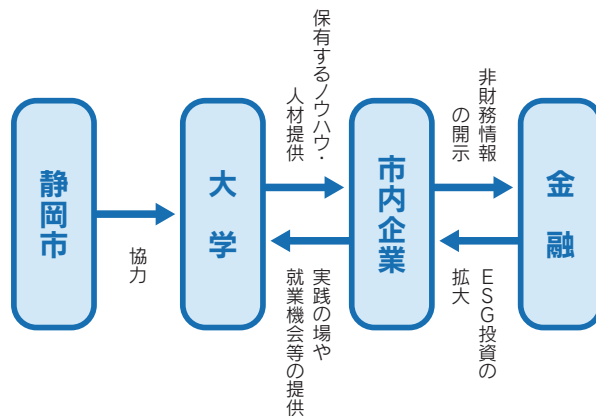 静岡市
協力
大学
保有するノウハウ・
人材提供
実践の場や
就業機会等の提供
市内企業
非財務情報
の開示
ESG投資の
拡大
金融